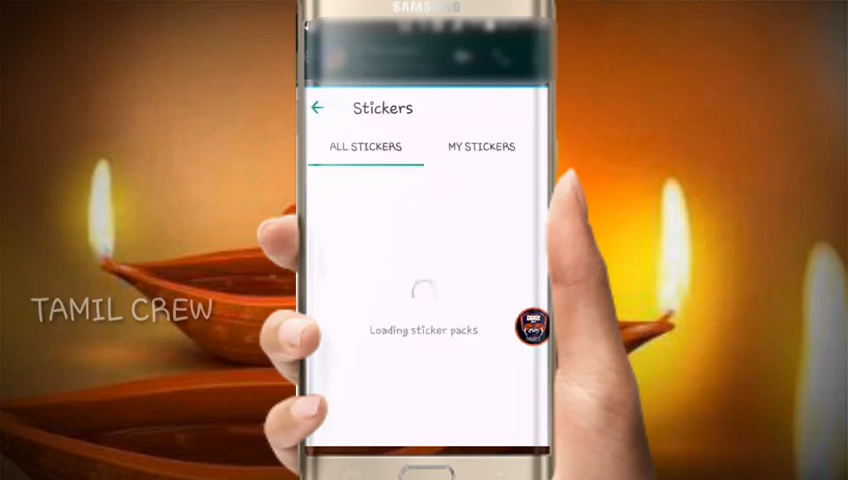 SAMSUNG
Stickers
ALL STICKERS
MY STICKERS
TAMIL CREW
Loading sticker packs